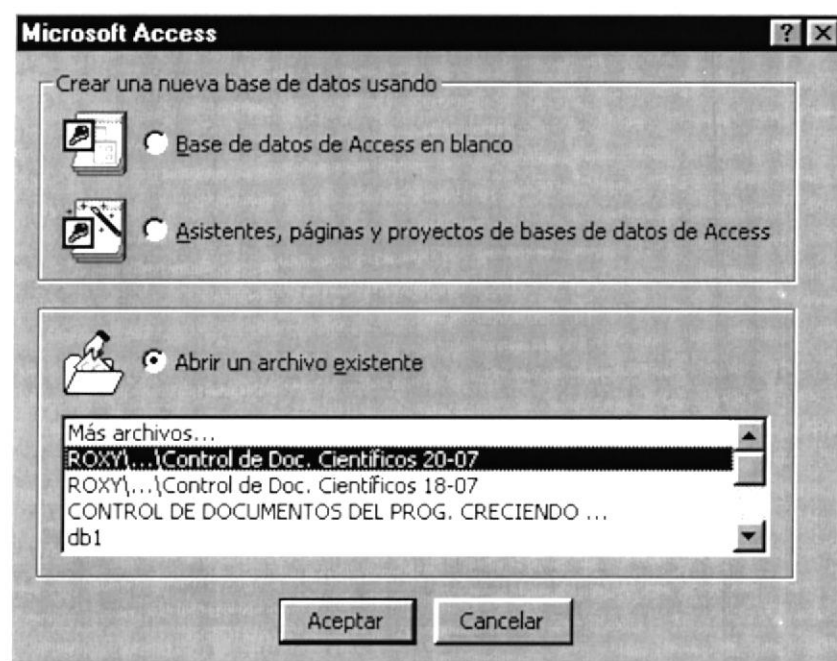 Microsoft Access
Crear una nueva base de datos usando
Base de datos de Access en blanco
Asistentes, páginas y proyectos de bases de datos de Access
Abrir un archivo existente
Más archivos...
ROXY\...\Control de Doc. Científicos 20-07
ROXY\...\Control de Doc. Científicos 18-07
CONTROL DE DOCUMENTOS DEL PROG. CRECIENDO ...
db1
Aceptar Cancelar